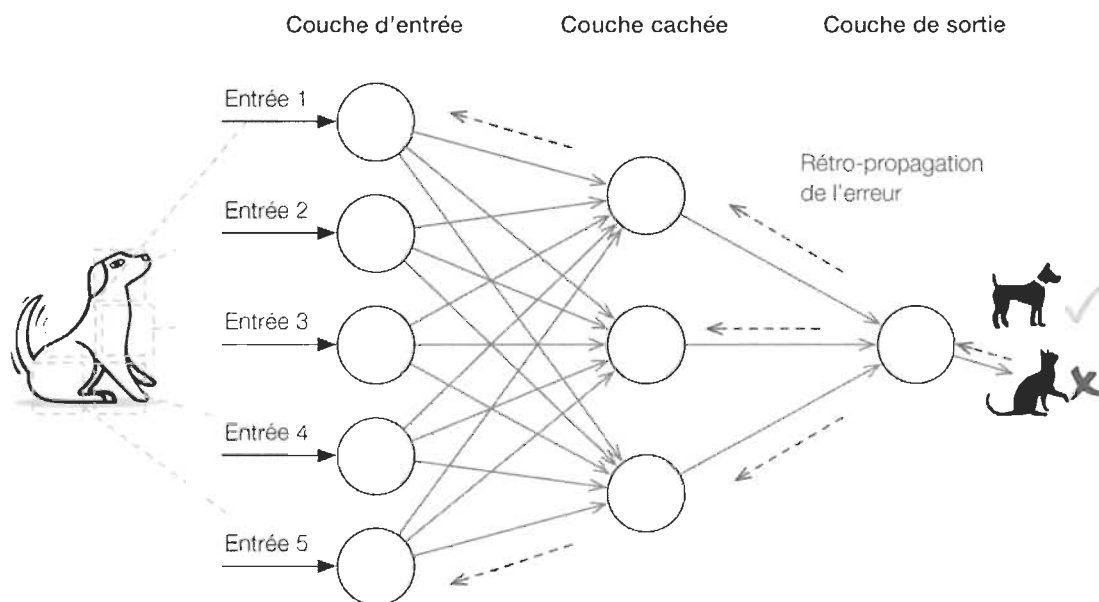 Couche d'entrée
Couche cachée
Couche de sortie
Entrée 1
Entrée 2
Entrée 3
Entrée 4
Entrée 5
Rétro-propagation
de l'erreur